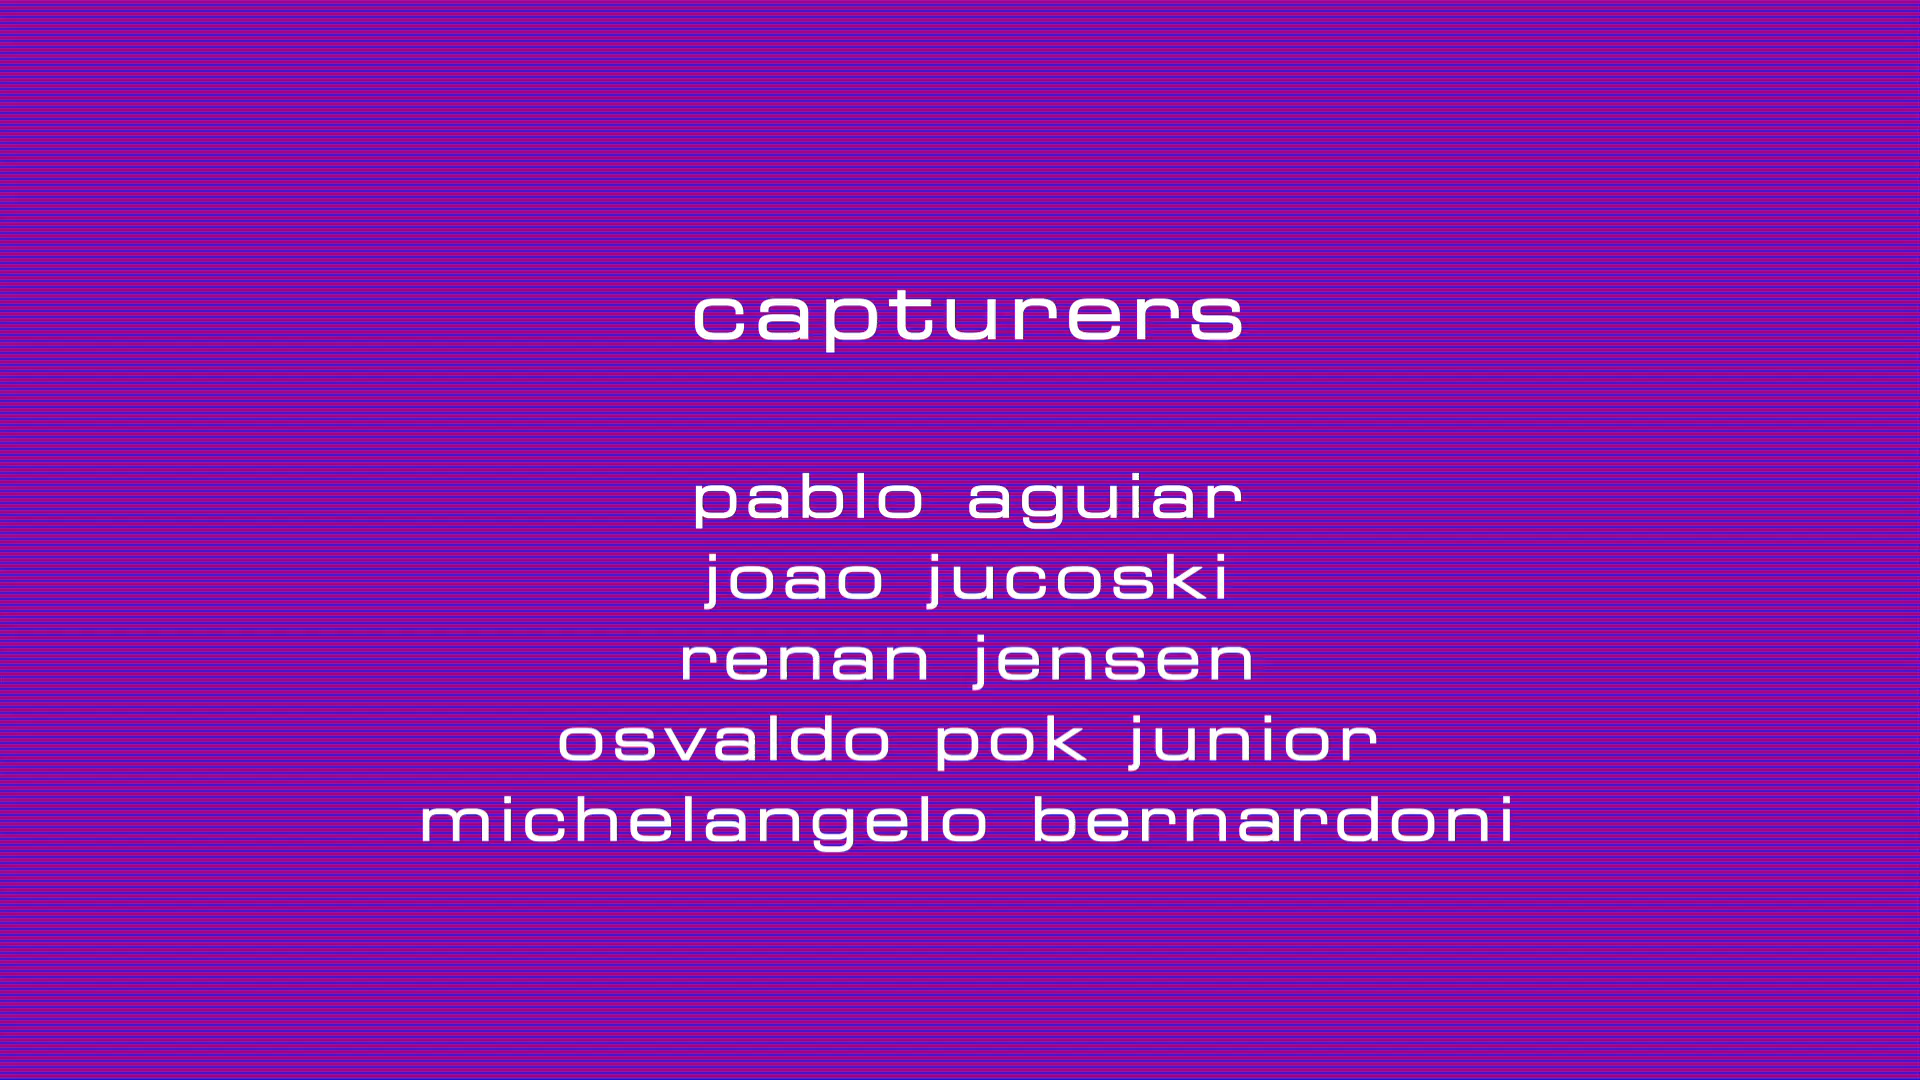 capturers
pablo aguiar
joao jucoski
renan jensen
osvaldo pok junior
michelangelo bernardoni